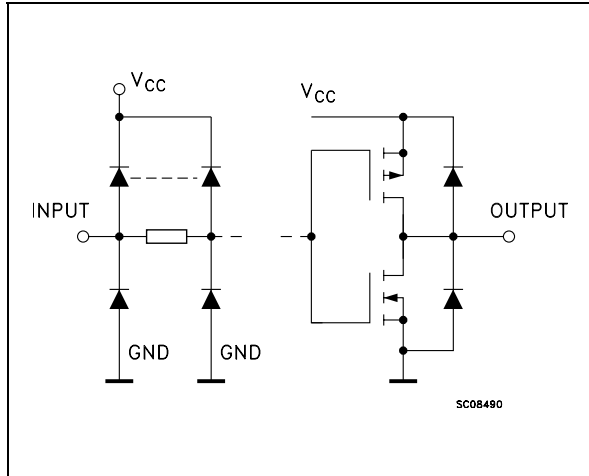 VCC
VCC
INPUT
OUTPUT
GND
GND
SC08490